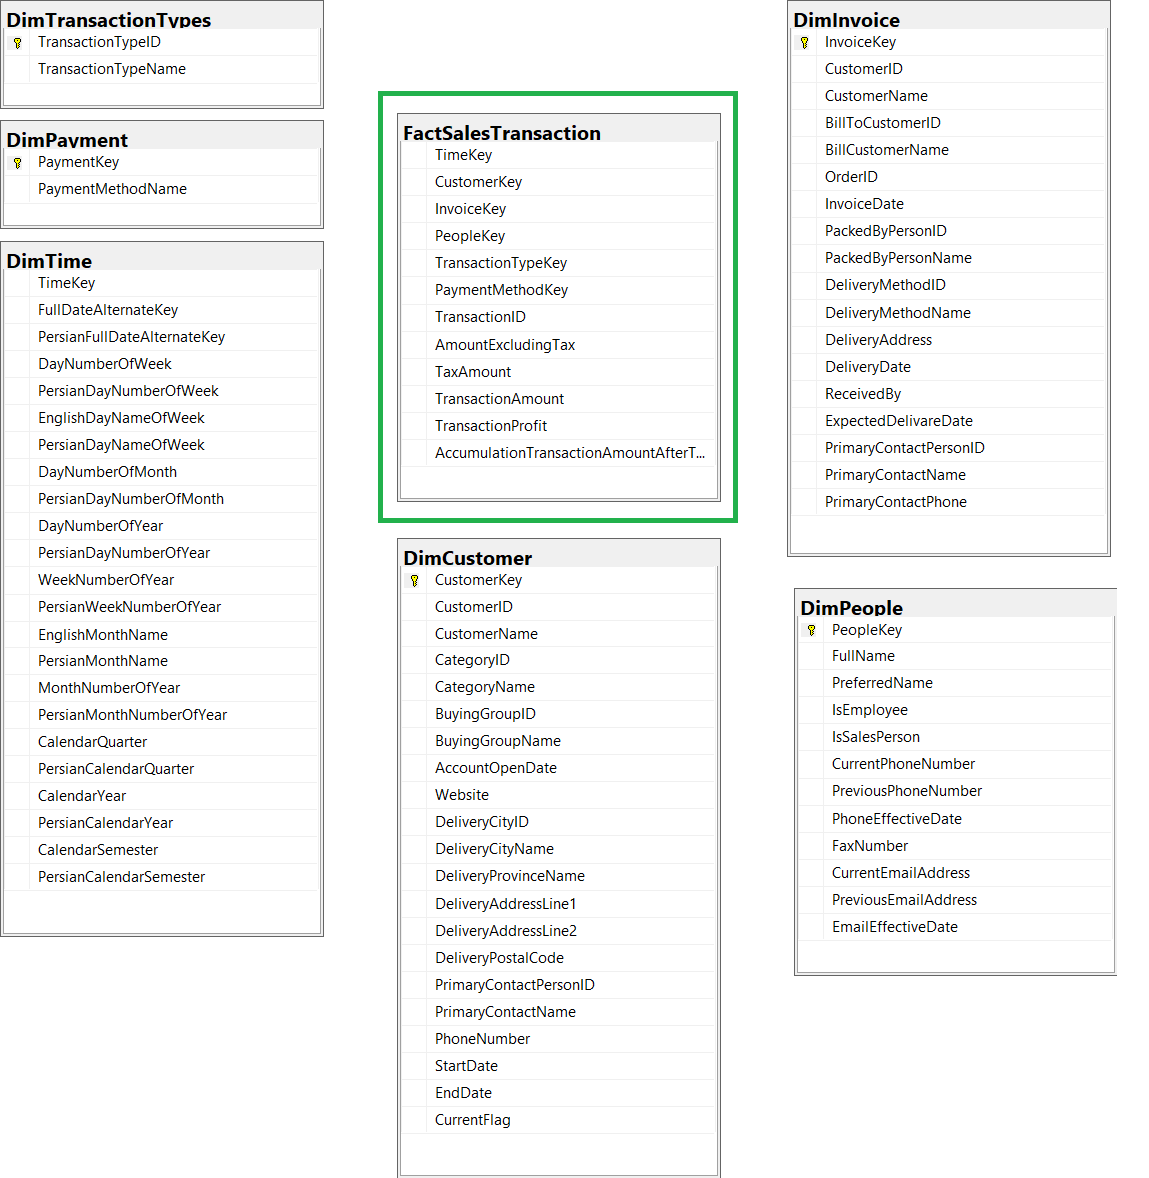 DimTransactionTypes
TransactionTypeID
TransactionTypeName
DimPayment
PaymentKey
PaymentMethodName
DimTime
TimeKey
FullDateAlternateKey
PersianFullDateAlternateKey
DayNumberOfWeek
PersianDayNumberOfWeek
EnglishDayNameOfWeek
PersianDayNameOfWeek
DayNumberOfMonth
PersianDayNumberOfMonth
DayNumberOfYear
PersianDayNumberOfYear
WeekNumberOfYear
PersianWeekNumberOfYear
EnglishMonthName
PersianMonthName
MonthNumberOfYear
PersianMonthNumberOfYear
CalendarQuarter
PersianCalendarQuarter
CalendarYear
PersianCalendarYear
CalendarSemester
PersianCalendarSemester
FactSalesTransaction
TimeKey
CustomerKey
InvoiceKey
PeopleKey
TransactionTypeKey
PaymentMethodKey
TransactionID
AmountExcludingTax
TaxAmount
TransactionAmount
TransactionProfit
AccumulationTransactionAmountAfterT...
DimCustomer
CustomerKey
CustomerID
CustomerName
CategoryID
CategoryName
BuyingGroupID
BuyingGroupName
AccountOpenDate
Website
DeliveryCityID
DeliveryCityName
DeliveryProvinceName
DeliveryAddressLine1
DeliveryAddressLine2
DeliveryPostalCode
PrimaryContactPersonID
PrimaryContactName
PhoneNumber
StartDate
EndDate
CurrentFlag
DimInvoice
InvoiceKey
CustomerID
CustomerName
BillToCustomerID
BillCustomerName
OrderID
InvoiceDate
PackedByPersonID
PackedByPersonName
DeliveryMethodID
DeliveryMethodName
DeliveryAddress
DeliveryDate
ReceivedBy
ExpectedDelivareDate
PrimaryContactPersonID
PrimaryContactName
PrimaryContactPhone
DimPeople
PeopleKey
FullName
PreferredName
IsEmployee
IsSalesPerson
CurrentPhoneNumber
PreviousPhoneNumber
PhoneEffectiveDate
FaxNumber
CurrentEmailAddress
PreviousEmailAddress
EmailEffectiveDate